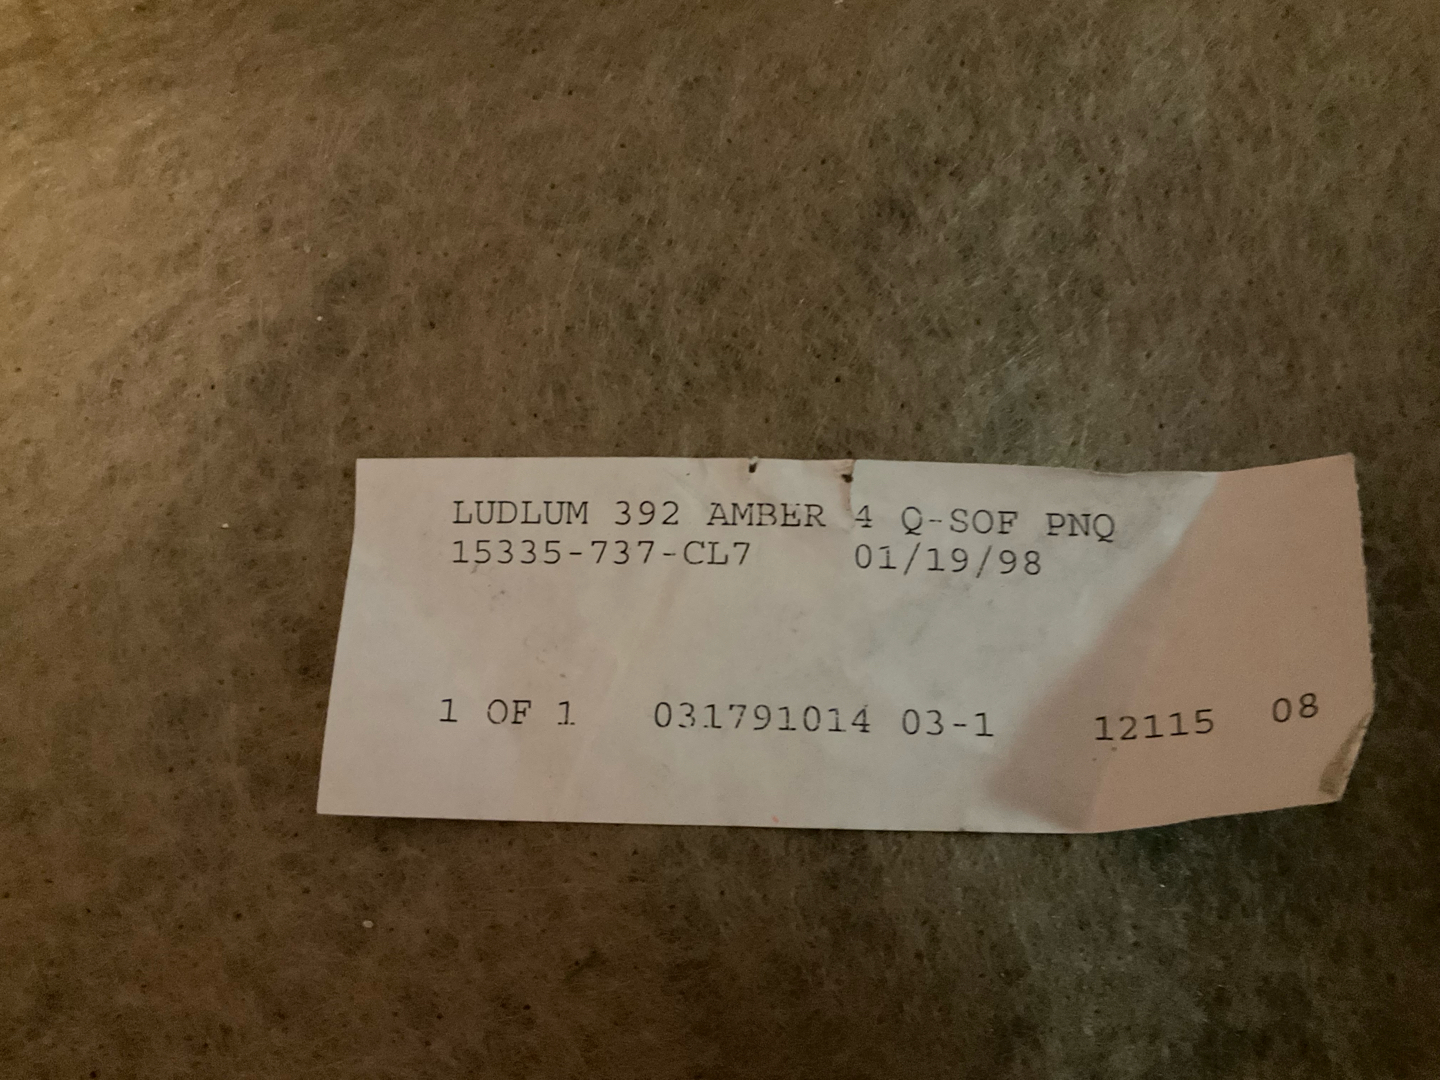 LUDLUM 392 AMBER 4 Q-SOF PNQ
15335-737-CL7 01/19/98
1 OF 1 031791014 03-1 12115 08